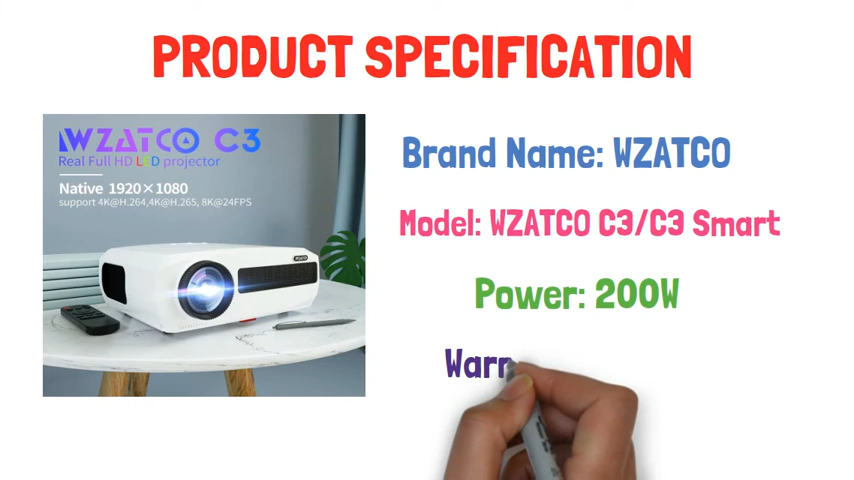 PRODUCT SPECIFICATION
WZATCO C3
Real Full HD LED projector
Native 1920×1080
support 4K@H.264,4K@H.265, 8K@24FPS
Brand Name: WZATCO
Model: WZATCO C3/C3 Smart
Power: 200W
Warr